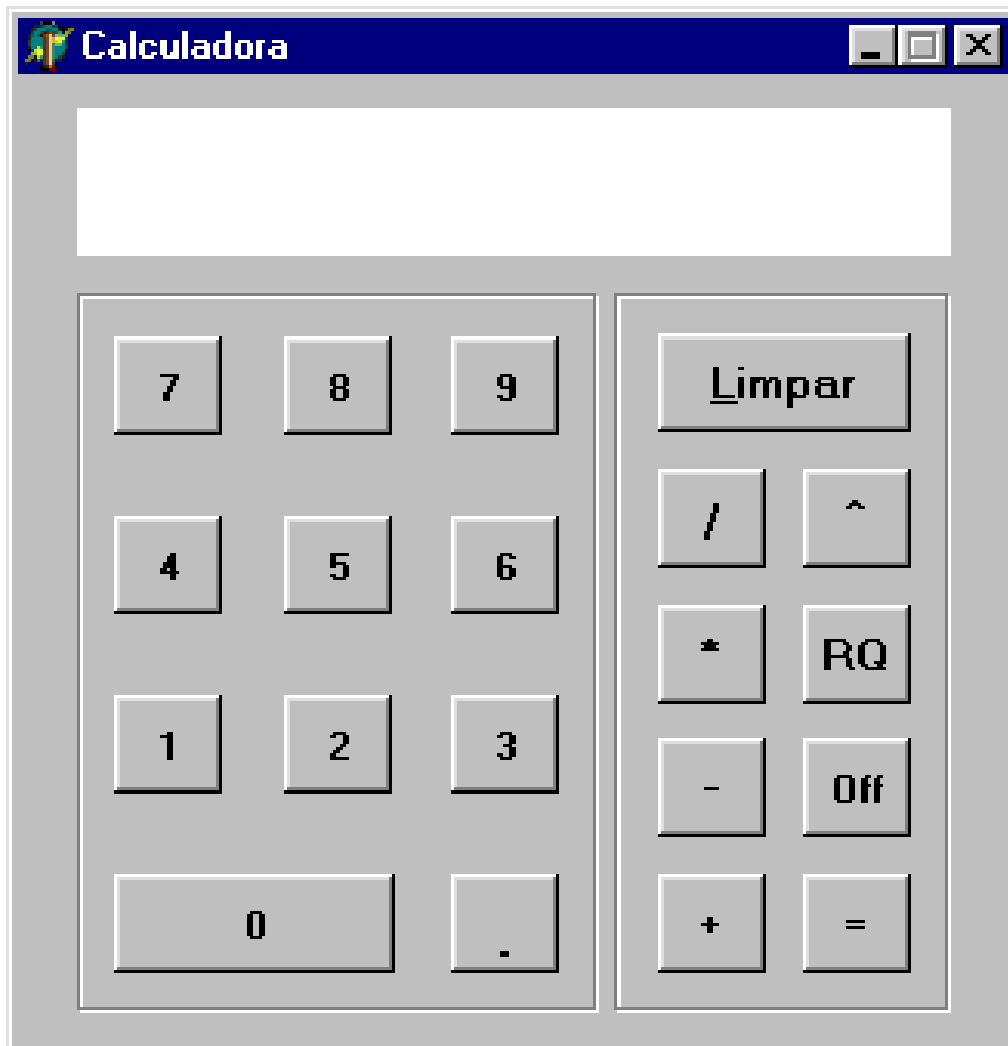 Calculadora
7 8 9 Limpar
/ ^
4 5 6
* RQ
1 2 3
- Off
0 . + =